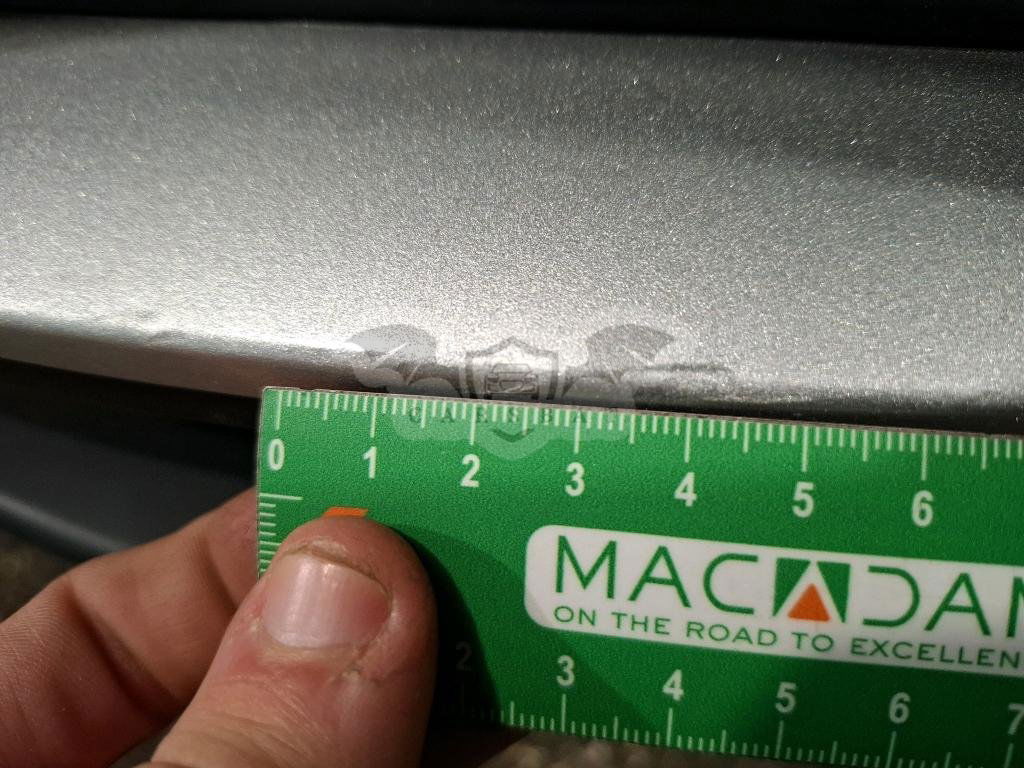 CAESBA
0 1 2 3 4 5 6
MACADAM
ON THE ROAD TO EXCELLEN
2 3 4 5 6 7